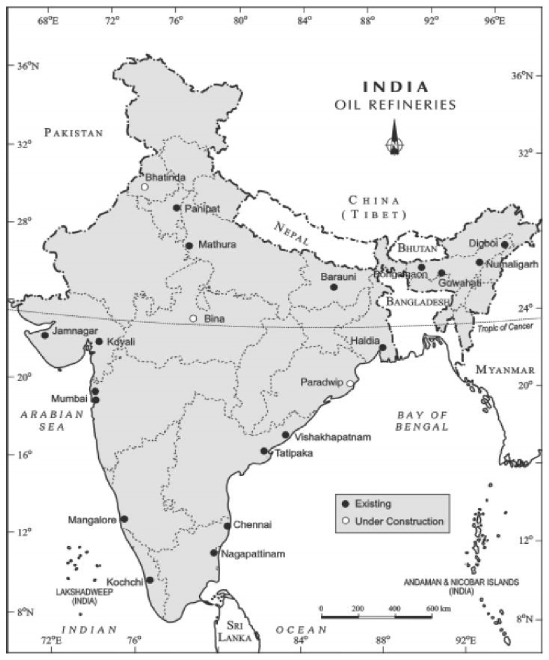 68°E
72°
76°
80°
84°
88°
92°
96°E
36°N
36°N
INDIA
OIL REFINERIES
N
PAKISTAN
32°
32°
Bhatinda
CHINA
(TIBET)
Panipat
28°
NEPAL
BHUTAN
Digboi
Mathura
Numaligarh
Bongaigaon
Gowahati
Barauni
BANGLADESH
24°
Bina
Tropic of Cancer
Jamnagar
Koyali
Haldia
MYANMAR
20°
20°
Paradwip
Mumbai
ARABIAN
SEA
BAY OF
BENGAL
Vishakhapatnam
16°
Tatipaka
Existing
Under Construction
Mangalore
Chennai
12°
12°
Nagapattinam
Kochchi
LAKSHADWEEP
(INDIA)
ANDAMAN & NICOBAR ISLANDS
(INDIA)
8°N
8°N
0 200 400 600 km
SRI
LANKA
INDIAN OCEAN
72°E
76°
84°
88°
92°E